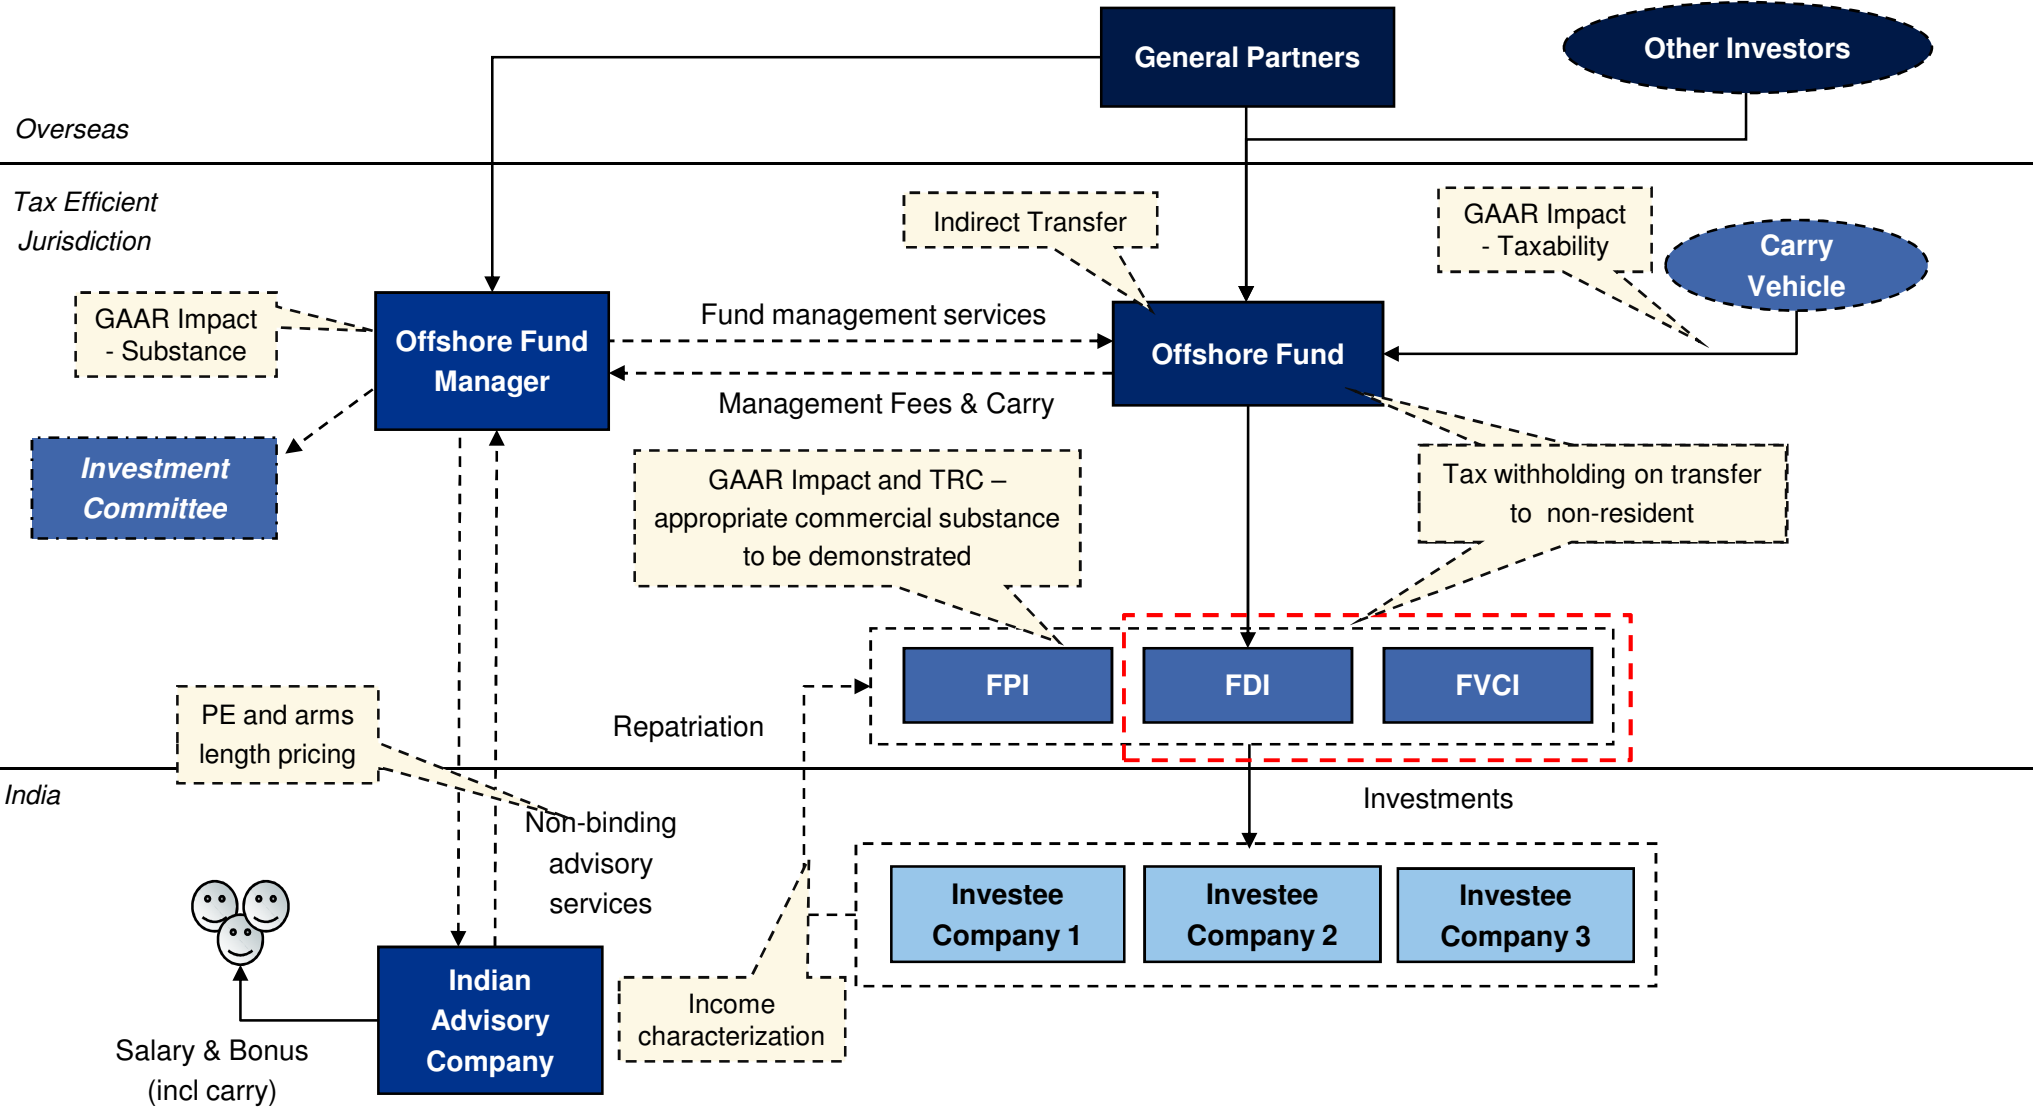 General Partners
Other Investors
Overseas
Tax Efficient
Jurisdiction
Indirect Transfer
GAAR Impact
- Taxability
Carry
Vehicle
GAAR Impact
- Substance
Offshore Fund
Manager
Fund management services
Offshore Fund
Management Fees & Carry
Investment
Committee
GAAR Impact and TRC –
appropriate commercial substance
to be demonstrated
Tax withholding on transfer
to non-resident
FPI
FDI
FVCI
PE and arms
length pricing
Repatriation
India
Investments
Non-binding
advisory
services
Investee
Company 1
Investee
Company 2
Investee
Company 3
Indian
Advisory
Company
Income
characterization
Salary & Bonus
(incl carry)